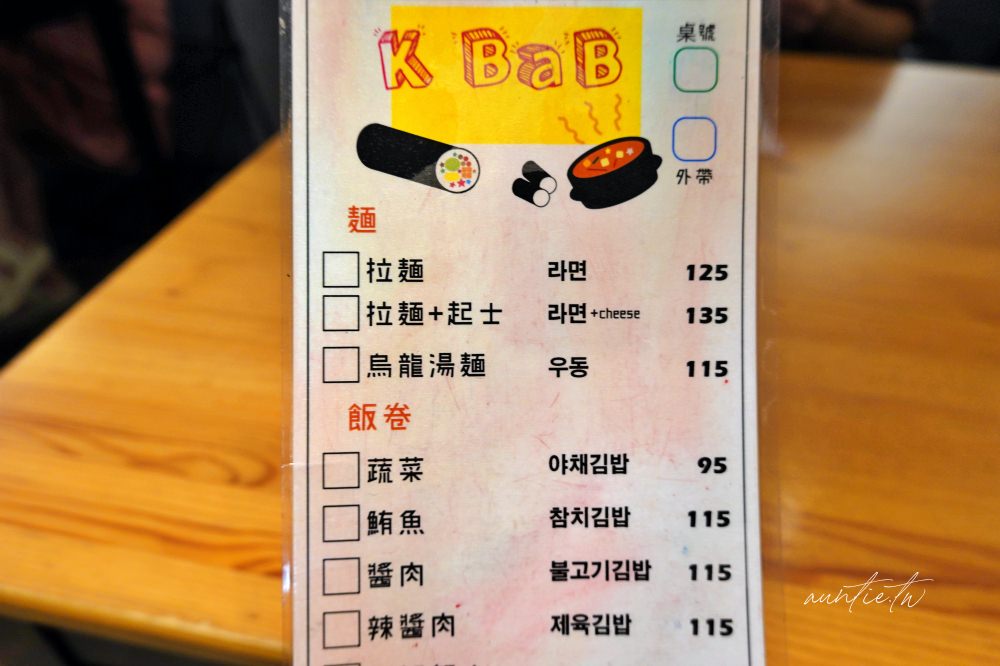 K BaB
桌號
外帶
麵
拉麵 라면 125
拉麵+起士 라면+cheese 135
烏龍湯麵 우동 115
飯卷
蔬菜 야채김밥 95
鮪魚 참치김밥 115
醬肉 불고기김밥 115
辣醬肉 제육김밥 115
auntie.tw